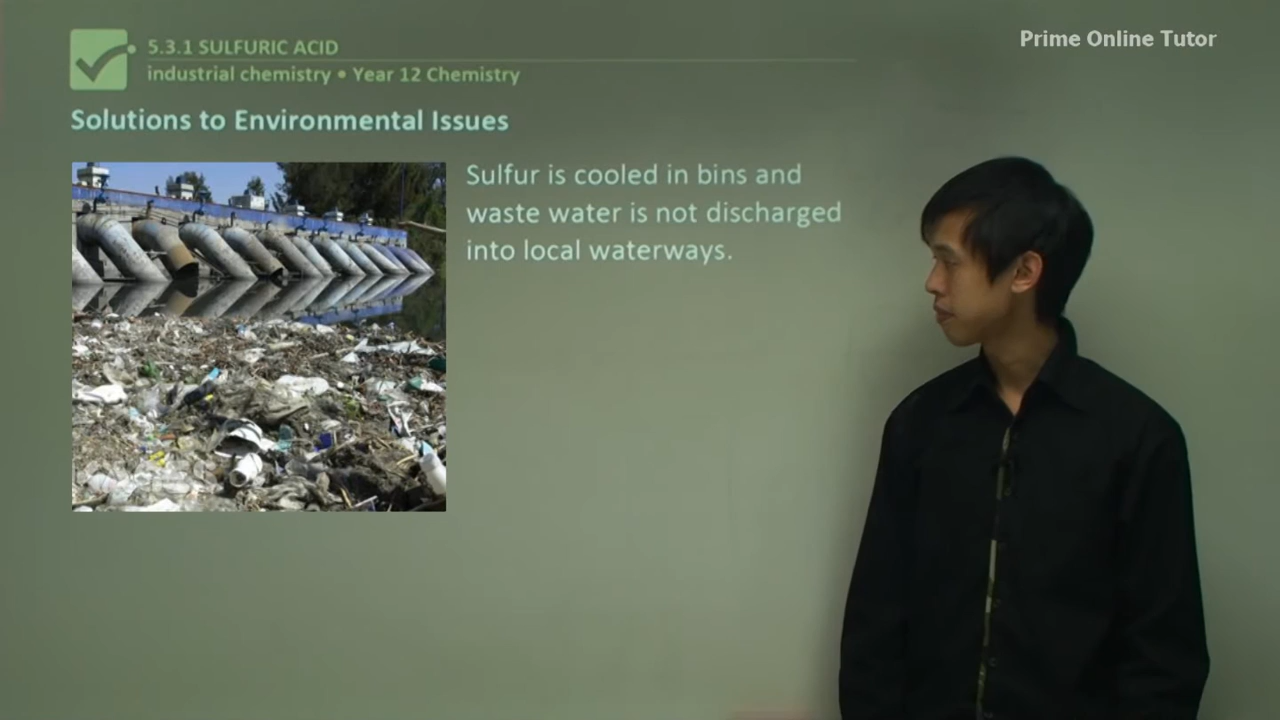 Prime Online Tutor
5.3.1 SULFURIC ACID
industrial chemistry • Year 12 Chemistry
Solutions to Environmental Issues
Sulfur is cooled in bins and
waste water is not discharged
into local waterways.